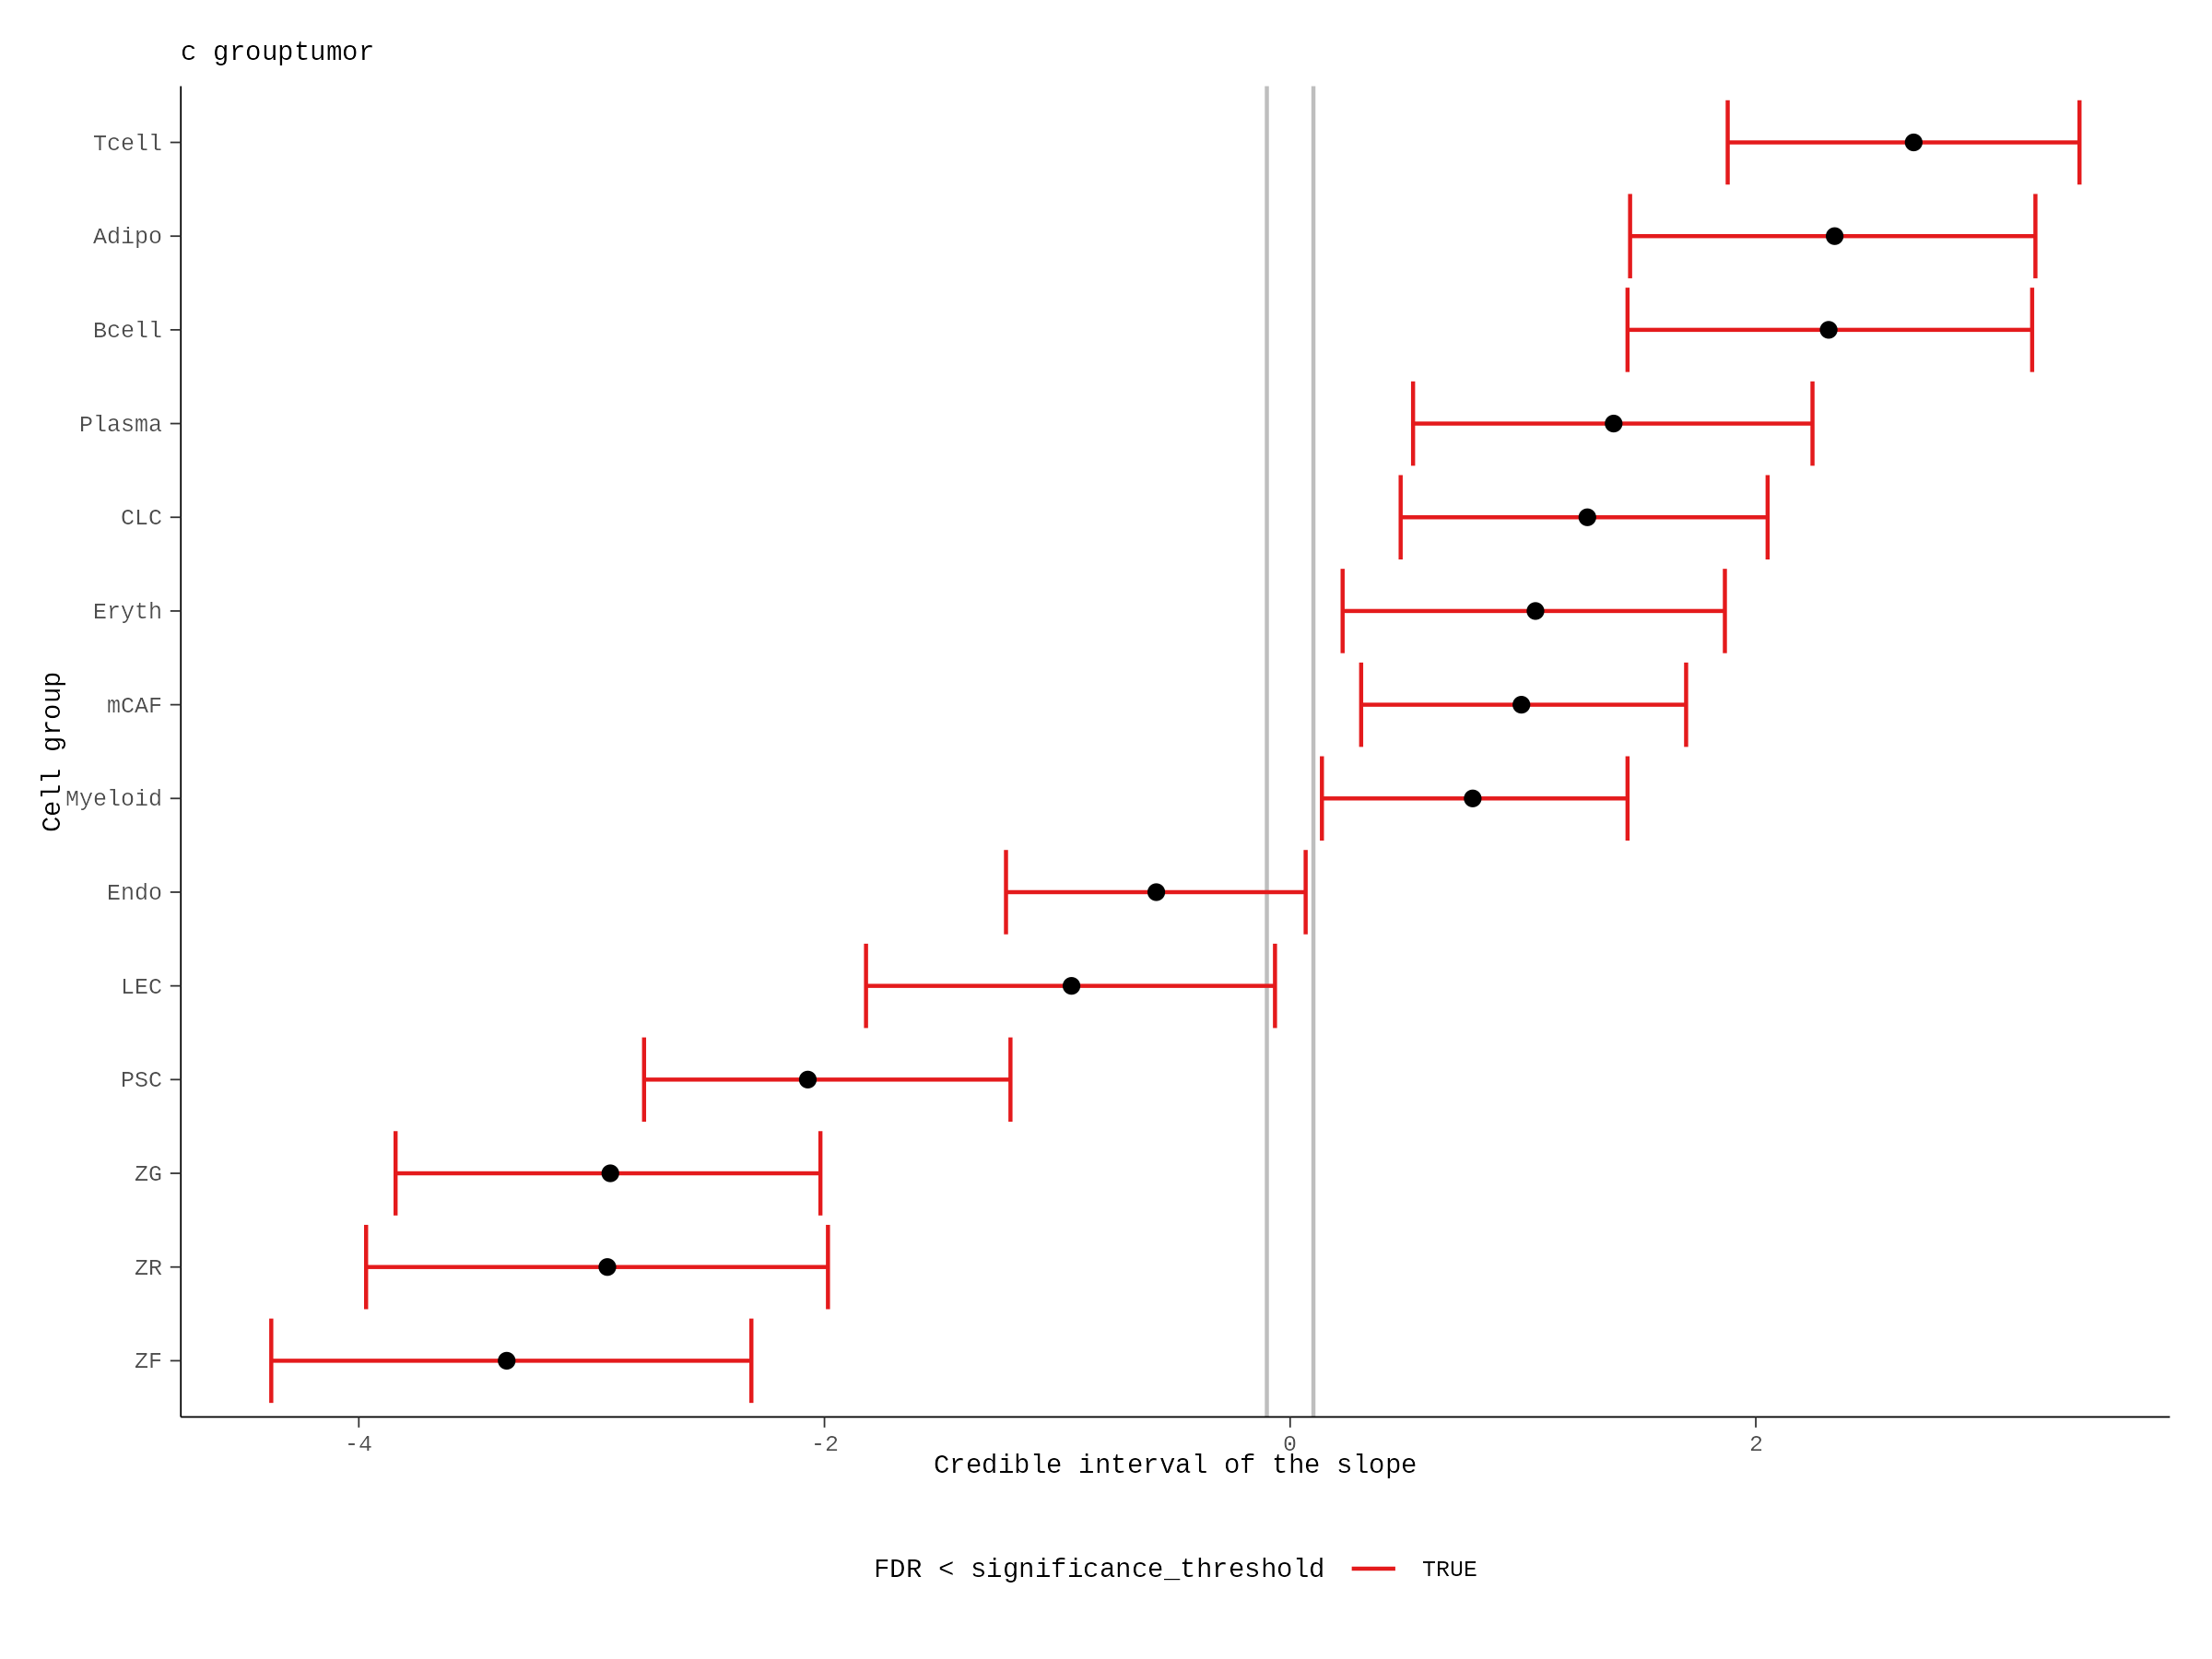 c grouptumor
Tcell
Adipo
Bcell
Plasma
CLC
Eryth
mCAF
Myeloid
Endo
LEC
PSC
ZG
ZR
ZF
Cell group
-4 -2 0 2
Credible interval of the slope
FDR < significance_threshold TRUE